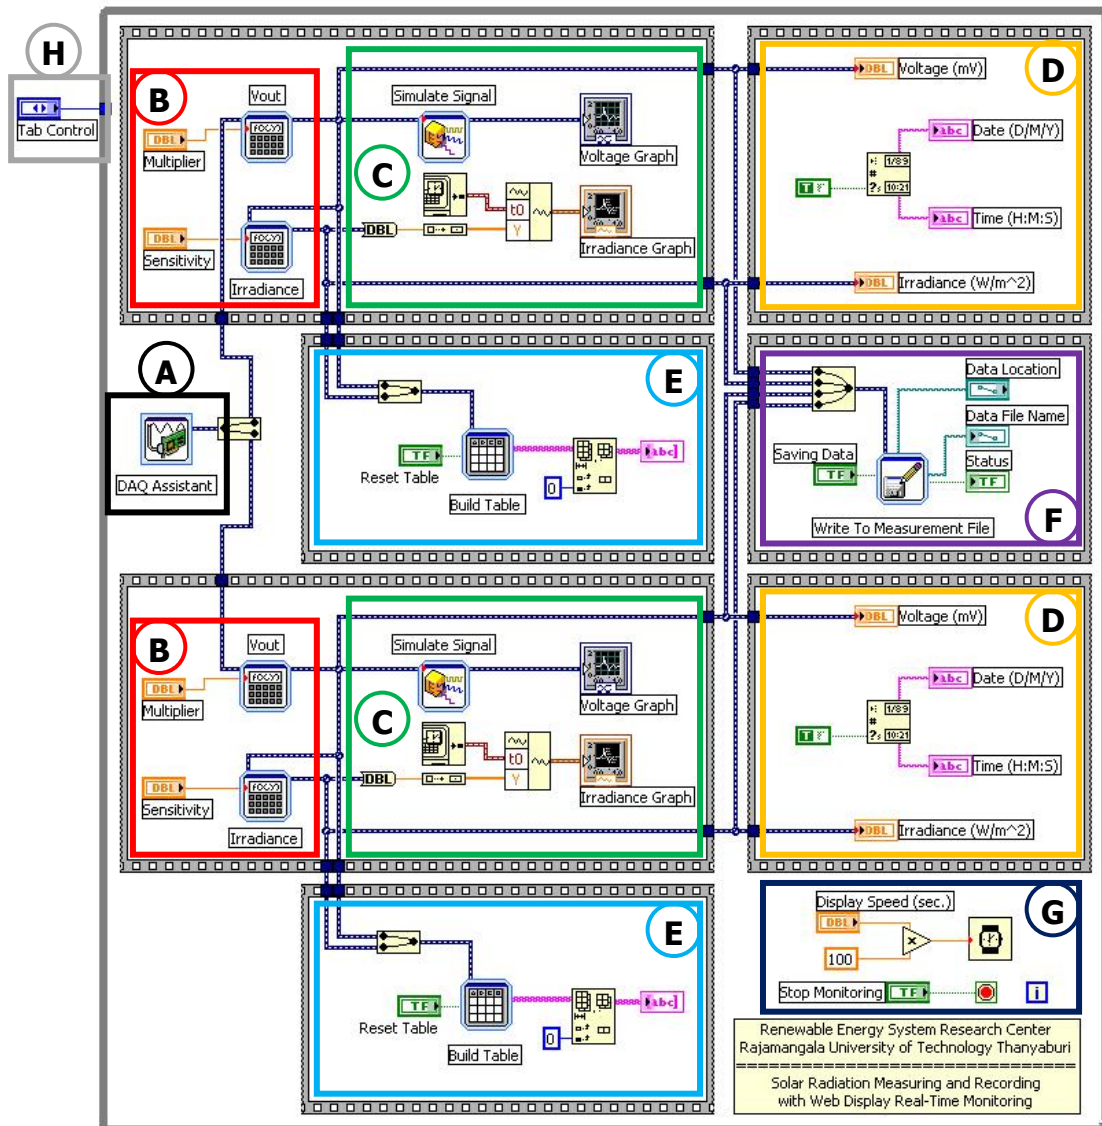 H
Tab Control
B
Vout
f(x,y)
DBL
Multiplier
DBL
Sensitivity
f(x,y)
Irradiance
C
Simulate Signal
Voltage Graph
t0
Y
DBL
Irradiance Graph
D
DBL
Voltage (mV)
abc
Date (D/M/Y)
1/89
#
10:21
T
abc
Time (H:M:S)
DBL
Irradiance (W/m^2)
A
DAQ Assistant
E
TF
Reset Table
Build Table
0
abc
Data Location
Data File Name
Saving Data
TF
Status
TF
Write To Measurement File
F
B
Vout
f(x,y)
DBL
Multiplier
DBL
Sensitivity
f(x,y)
Irradiance
C
Simulate Signal
Voltage Graph
t0
Y
DBL
Irradiance Graph
D
DBL
Voltage (mV)
abc
Date (D/M/Y)
1/89
#
10:21
T
abc
Time (H:M:S)
DBL
Irradiance (W/m^2)
E
TF
Reset Table
Build Table
0
abc
G
Display Speed (sec.)
DBL
x
100
Stop Monitoring
TF
i
Renewable Energy System Research Center
Rajamangala University of Technology Thanyaburi
====================================
Solar Radiation Measuring and Recording
with Web Display Real-Time Monitoring